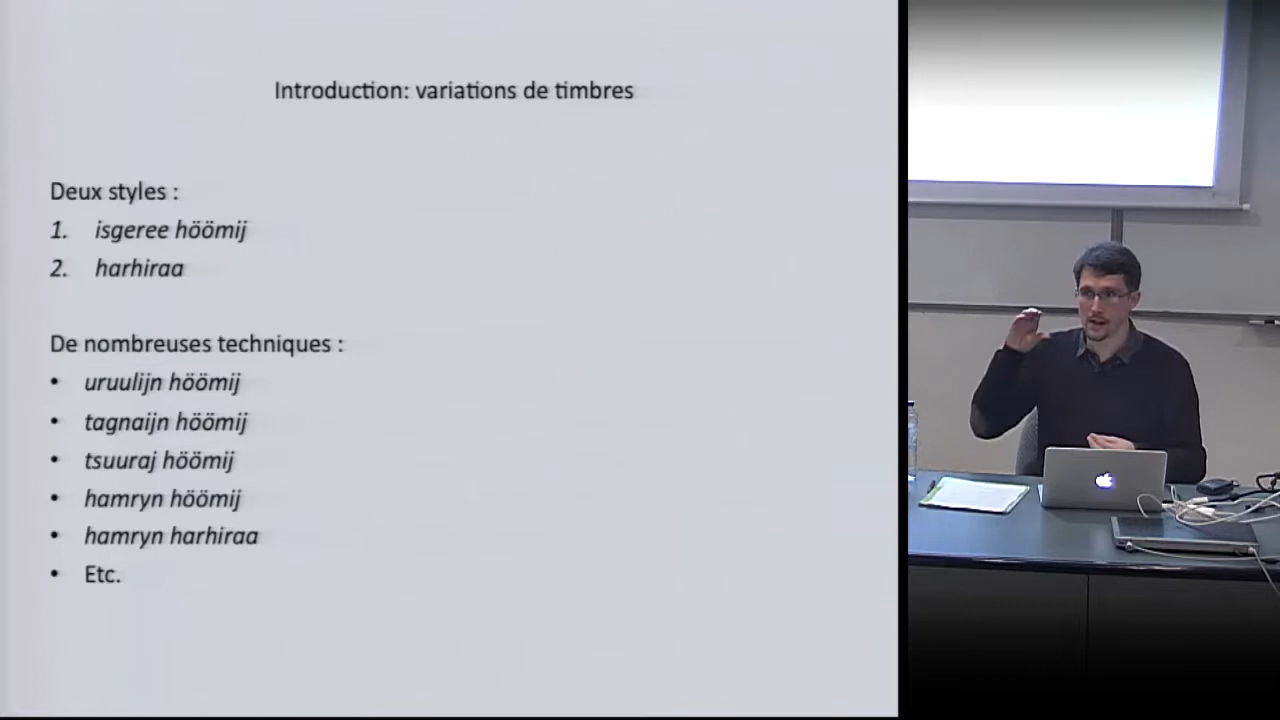 Introduction: variations de timbres
Deux styles :
1. isgeree höömij
2. harhiraa
De nombreuses techniques :
• uruulijn höömij
• tagnaijn höömij
• tsuuraj höömij
• hamryn höömij
• hamryn harhiraa
• Etc.